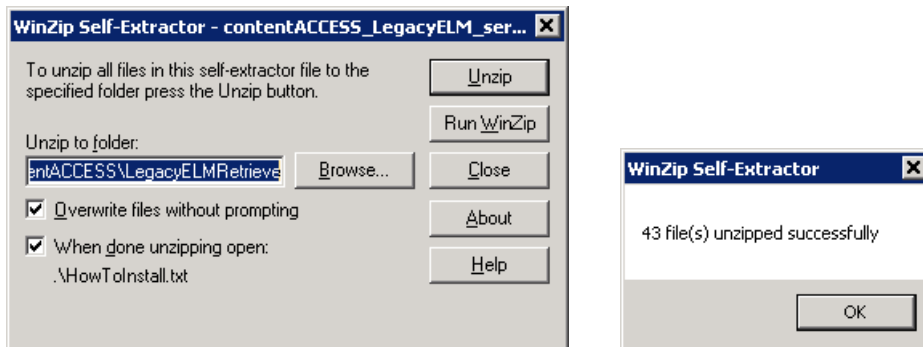 WinZip Self-Extractor - contentACCESS_LegacyELM_ser...
To unzip all files in this self-extractor file to the
specified folder press the Unzip button.
Unzip to folder:
entACCESS\LegacyELMRetrieve
Browse...
Overwrite files without prompting
When done unzipping open:
.\HowToInstall.txt
Unzip
Run WinZip
Close
About
Help
WinZip Self-Extractor
43 file(s) unzipped successfully
OK